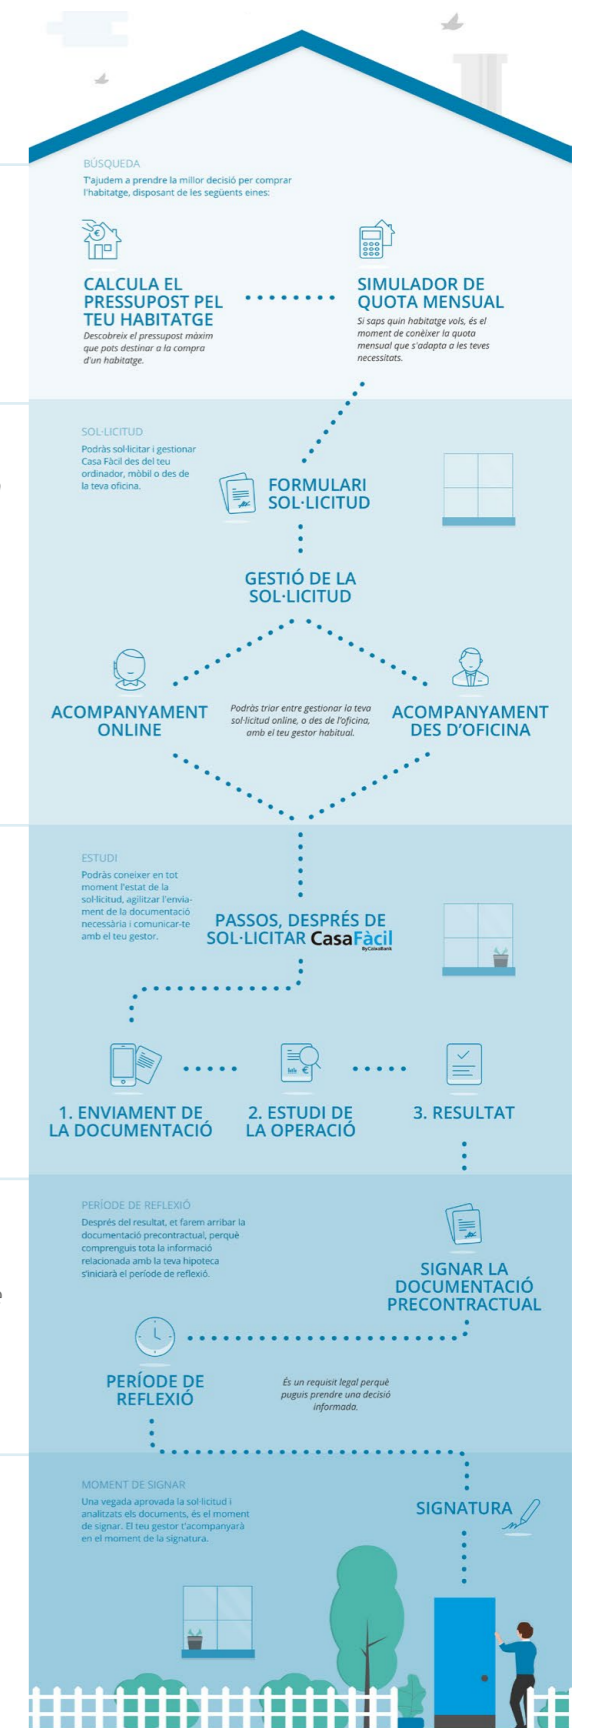 BÚSQUEDA
T'ajudem a prendre la millor decisió per comprar
l'habitatge, disposant de les següents eines:
CALCULA EL
PRESSUPOST PEL
TEU HABITATGE
Descobreix el pressupost màxim
que pots destinar a la compra
d'un habitatge.
SIMULADOR DE
QUOTA MENSUAL
Si saps quin habitatge vols, és el
moment de conèixer la quota
mensual que s'adapta a les teves
necessitats.
SOL·LICITUD
Podràs sol·licitar i gestionar
Casa Fàcil des del teu
ordinador, mòbil o des de
la teva oficina.
FORMULARI
SOL·LICITUD
GESTIÓ DE LA
SOL·LICITUD
ACOMPANYAMENT
ONLINE
Podràs triar entre gestionar la teva
sol·licitud online, o des de l'oficina,
amb el teu gestor habitual.
ACOMPANYAMENT
DES D'OFICINA
ESTUDI
Podràs coneixer en tot
moment l'estat de la
sol·licitud, agilitzar l'envia-
ment de la documentació
necessària i comunicar-te
amb el teu gestor.
PASSOS, DESPRÉS DE
SOL·LICITAR CasaFàcil
ByCaixaBank
1. ENVIAMENT DE
LA DOCUMENTACIÓ
2. ESTUDI DE
LA OPERACIÓ
3. RESULTAT
PERÍODE DE REFLEXIÓ
Després del resultat, et farem arribar la
documentació precontractual, perquè
comprenguis tota la informació
relacionada amb la teva hipoteca
s'iniciarà el període de reflexió.
SIGNAR LA
DOCUMENTACIÓ
PRECONTRACTUAL
PERÍODE DE
REFLEXIÓ
És un requisit legal perquè
puguis prendre una decisió
informada.
MOMENT DE SIGNAR
Una vegada aprovada la sol·licitud i
analitzats els documents, és el moment
de signar. El teu gestor t'acompanyarà
en el moment de la signatura.
SIGNATURA